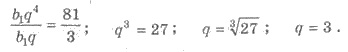 b₁q⁴/b₁q = 81/3 ; q³ = 27 ; q = ∛27 ; q = 3 .